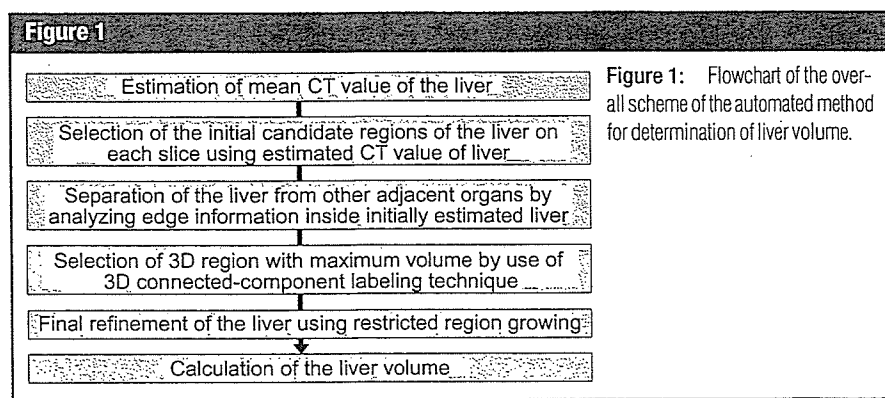 Figure 1
Estimation of mean CT value of the liver
Selection of the initial candidate regions of the liver on
each slice using estimated CT value of liver
Separation of the liver from other adjacent organs by
analyzing edge information inside initially estimated liver
Selection of 3D region with maximum volume by use of
3D connected-component labeling technique
Final refinement of the liver using restricted region growing
Calculation of the liver volume
Figure 1: Flowchart of the over-
all scheme of the automated method
for determination of liver volume.